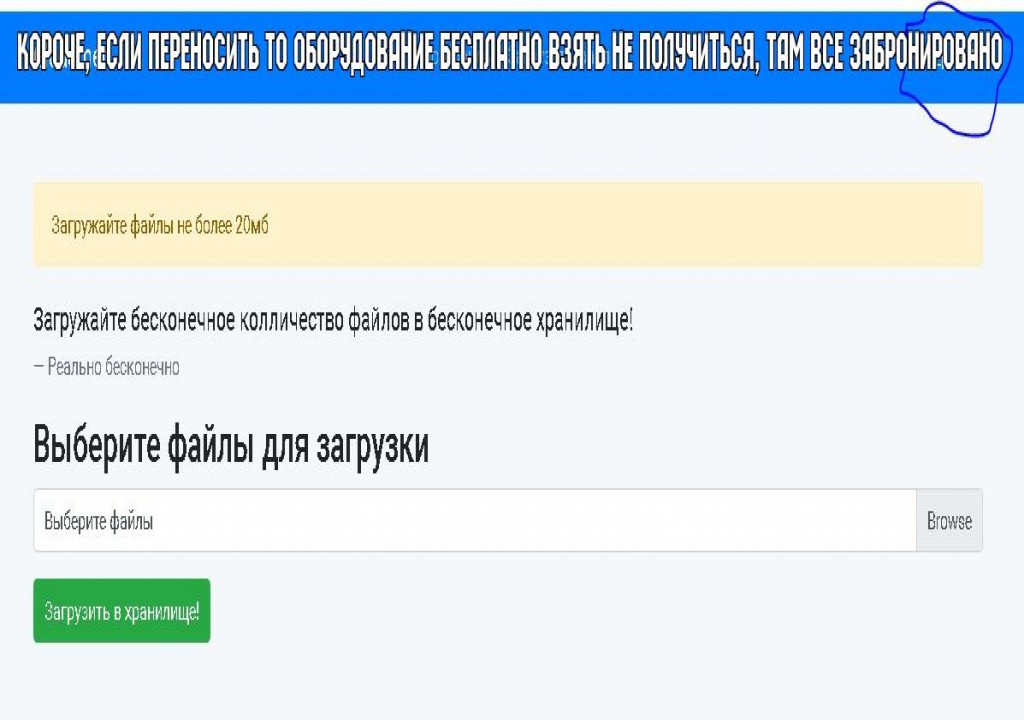 КОРОЧЕ, ЕСЛИ ПЕРЕНОСИТЬ ТО ОБОРУДОВАНИЕ БЕСПЛАТНО ВЗЯТЬ НЕ ПОЛУЧИТЬСЯ, ТАМ ВСЕ ЗАБРОНИРОВАНО
Загружайте файлы не более 20мб
Загружайте бесконечное колличество файлов в бесконечное хранилище!
— Реально бесконечно
Выберите файлы для загрузки
Выберите файлы
Browse
Загрузить в хранилище!